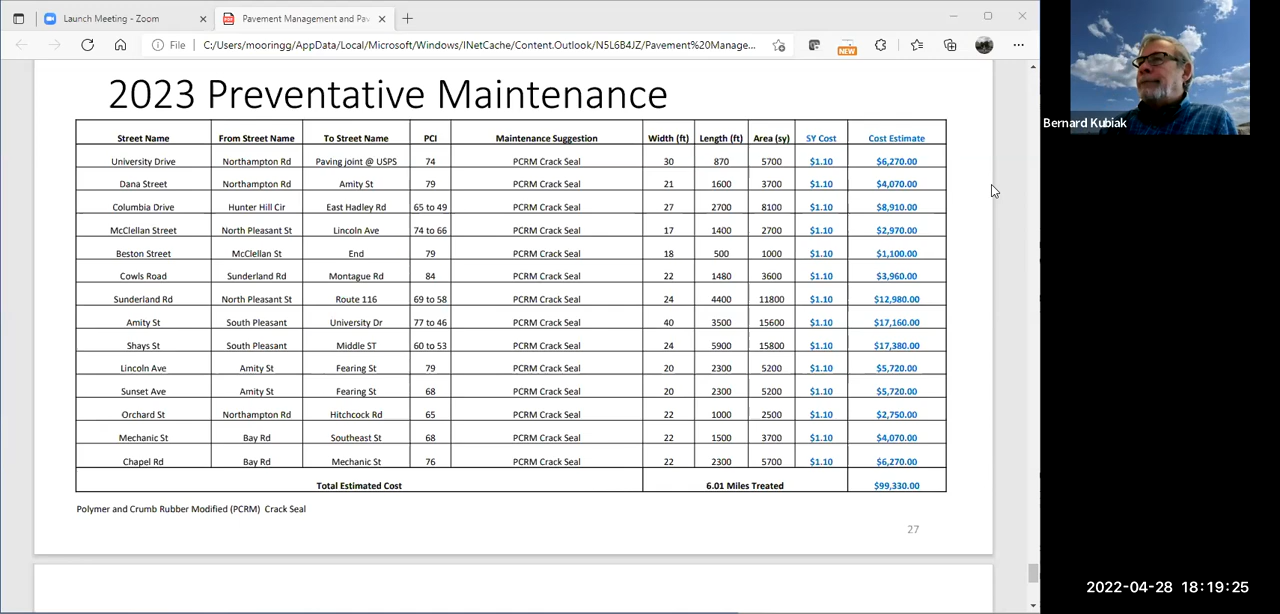 Launch Meeting - Zoom
Pavement Management and Pav
File
C:/Users/mooringg/AppData/Local/Microsoft/Windows/INetCache/Content.Outlook/N5L6B4JZ/Pavement%20Manage...
NEW
2023 Preventative Maintenance
Street Name From Street Name To Street Name PCI Maintenance Suggestion Width (ft) Length (ft) Area (sy) SY Cost Cost Estimate
University Drive Northampton Rd Paving joint @ USPS 74 PCRM Crack Seal 30 870 5700 $1.10 $6,270.00
Dana Street Northampton Rd Amity St 79 PCRM Crack Seal 21 1600 3700 $1.10 $4,070.00
Columbia Drive Hunter Hill Cir East Hadley Rd 65 to 49 PCRM Crack Seal 27 2700 8100 $1.10 $8,910.00
McClellan Street North Pleasant St Lincoln Ave 74 to 66 PCRM Crack Seal 17 1400 2700 $1.10 $2,970.00
Beston Street McClellan St End 79 PCRM Crack Seal 18 500 1000 $1.10 $1,100.00
Cowls Road Sunderland Rd Montague Rd 84 PCRM Crack Seal 22 1480 3600 $1.10 $3,960.00
Sunderland Rd North Pleasant St Route 116 69 to 58 PCRM Crack Seal 24 4400 11800 $1.10 $12,980.00
Amity St South Pleasant University Dr 77 to 46 PCRM Crack Seal 40 3500 15600 $1.10 $17,160.00
Shays St South Pleasant Middle ST 60 to 53 PCRM Crack Seal 24 5900 15800 $1.10 $17,380.00
Lincoln Ave Amity St Fearing St 79 PCRM Crack Seal 20 2300 5200 $1.10 $5,720.00
Sunset Ave Amity St Fearing St 68 PCRM Crack Seal 20 2300 5200 $1.10 $5,720.00
Orchard St Northampton Rd Hitchcock Rd 65 PCRM Crack Seal 22 1000 2500 $1.10 $2,750.00
Mechanic St Bay Rd Southeast St 68 PCRM Crack Seal 22 1500 3700 $1.10 $4,070.00
Chapel Rd Bay Rd Mechanic St 76 PCRM Crack Seal 22 2300 5700 $1.10 $6,270.00
Total Estimated Cost 6.01 Miles Treated $99,330.00
Polymer and Crumb Rubber Modified (PCRM) Crack Seal
27
Bernard Kubiak
2022-04-28 18:19:25